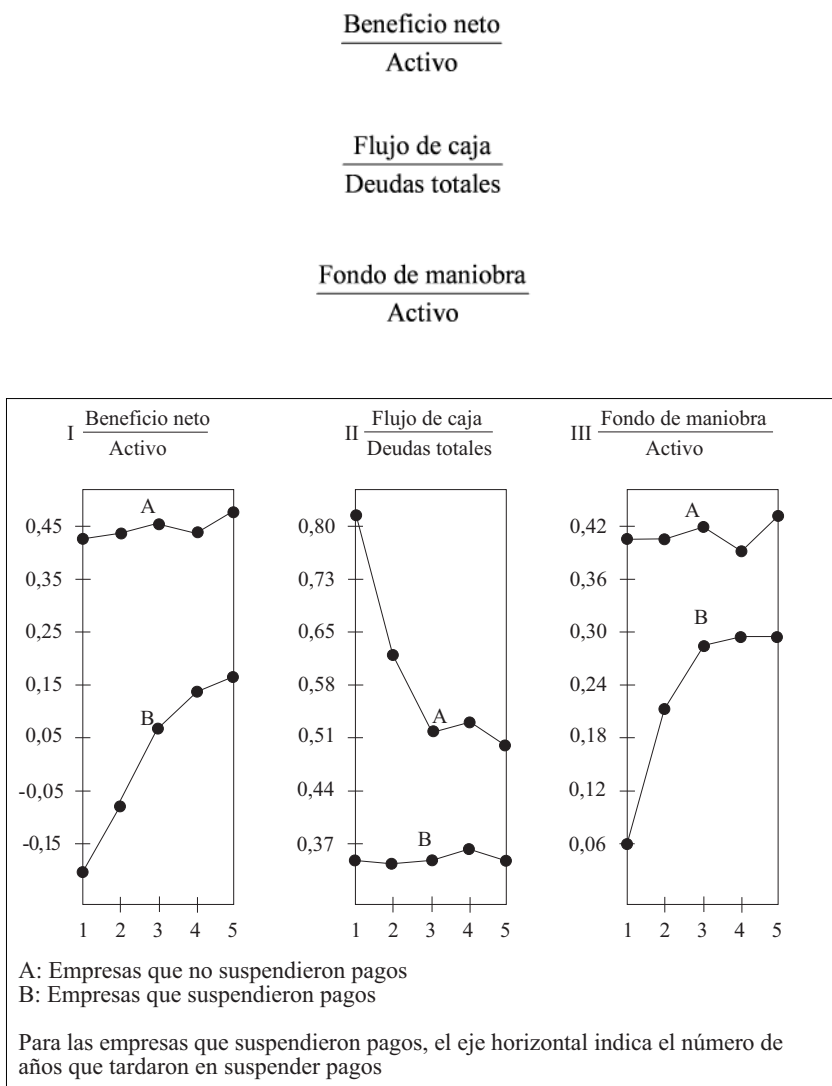 Beneficio neto
Activo
Flujo de caja
Deudas totales
Fondo de maniobra
Activo
I Beneficio neto
Activo
II Flujo de caja
Deudas totales
III Fondo de maniobra
Activo
0,45
0,35
0,25
0,15
0,05
-0,05
-0,15
A
B
1 2 3 4 5
0,80
0,73
0,65
0,58
0,51
0,44
0,37
A
B
1 2 3 4 5
0,42
0,36
0,30
0,24
0,18
0,12
0,06
A
B
1 2 3 4 5
A: Empresas que no suspendieron pagos
B: Empresas que suspendieron pagos
Para las empresas que suspendieron pagos, el eje horizontal indica el número de
años que tardaron en suspender pagos